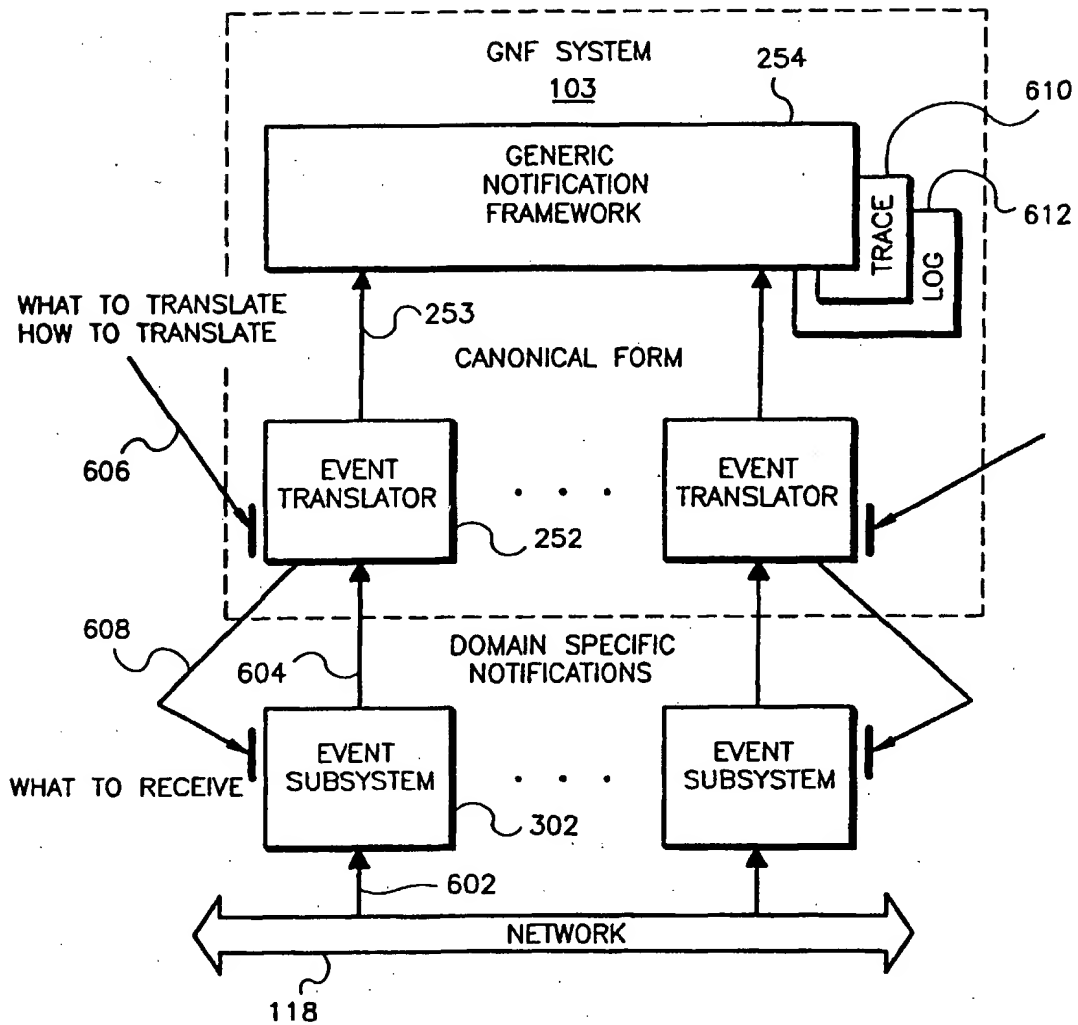 GNF SYSTEM
103
254
610
GENERIC
NOTIFICATION
FRAMEWORK
TRACE
LOG
612
WHAT TO TRANSLATE
HOW TO TRANSLATE
253
CANONICAL FORM
606
EVENT
TRANSLATOR
. . .
EVENT
TRANSLATOR
252
608
604
DOMAIN SPECIFIC
NOTIFICATIONS
EVENT
SUBSYSTEM
. . .
EVENT
SUBSYSTEM
WHAT TO RECEIVE
302
602
NETWORK
118